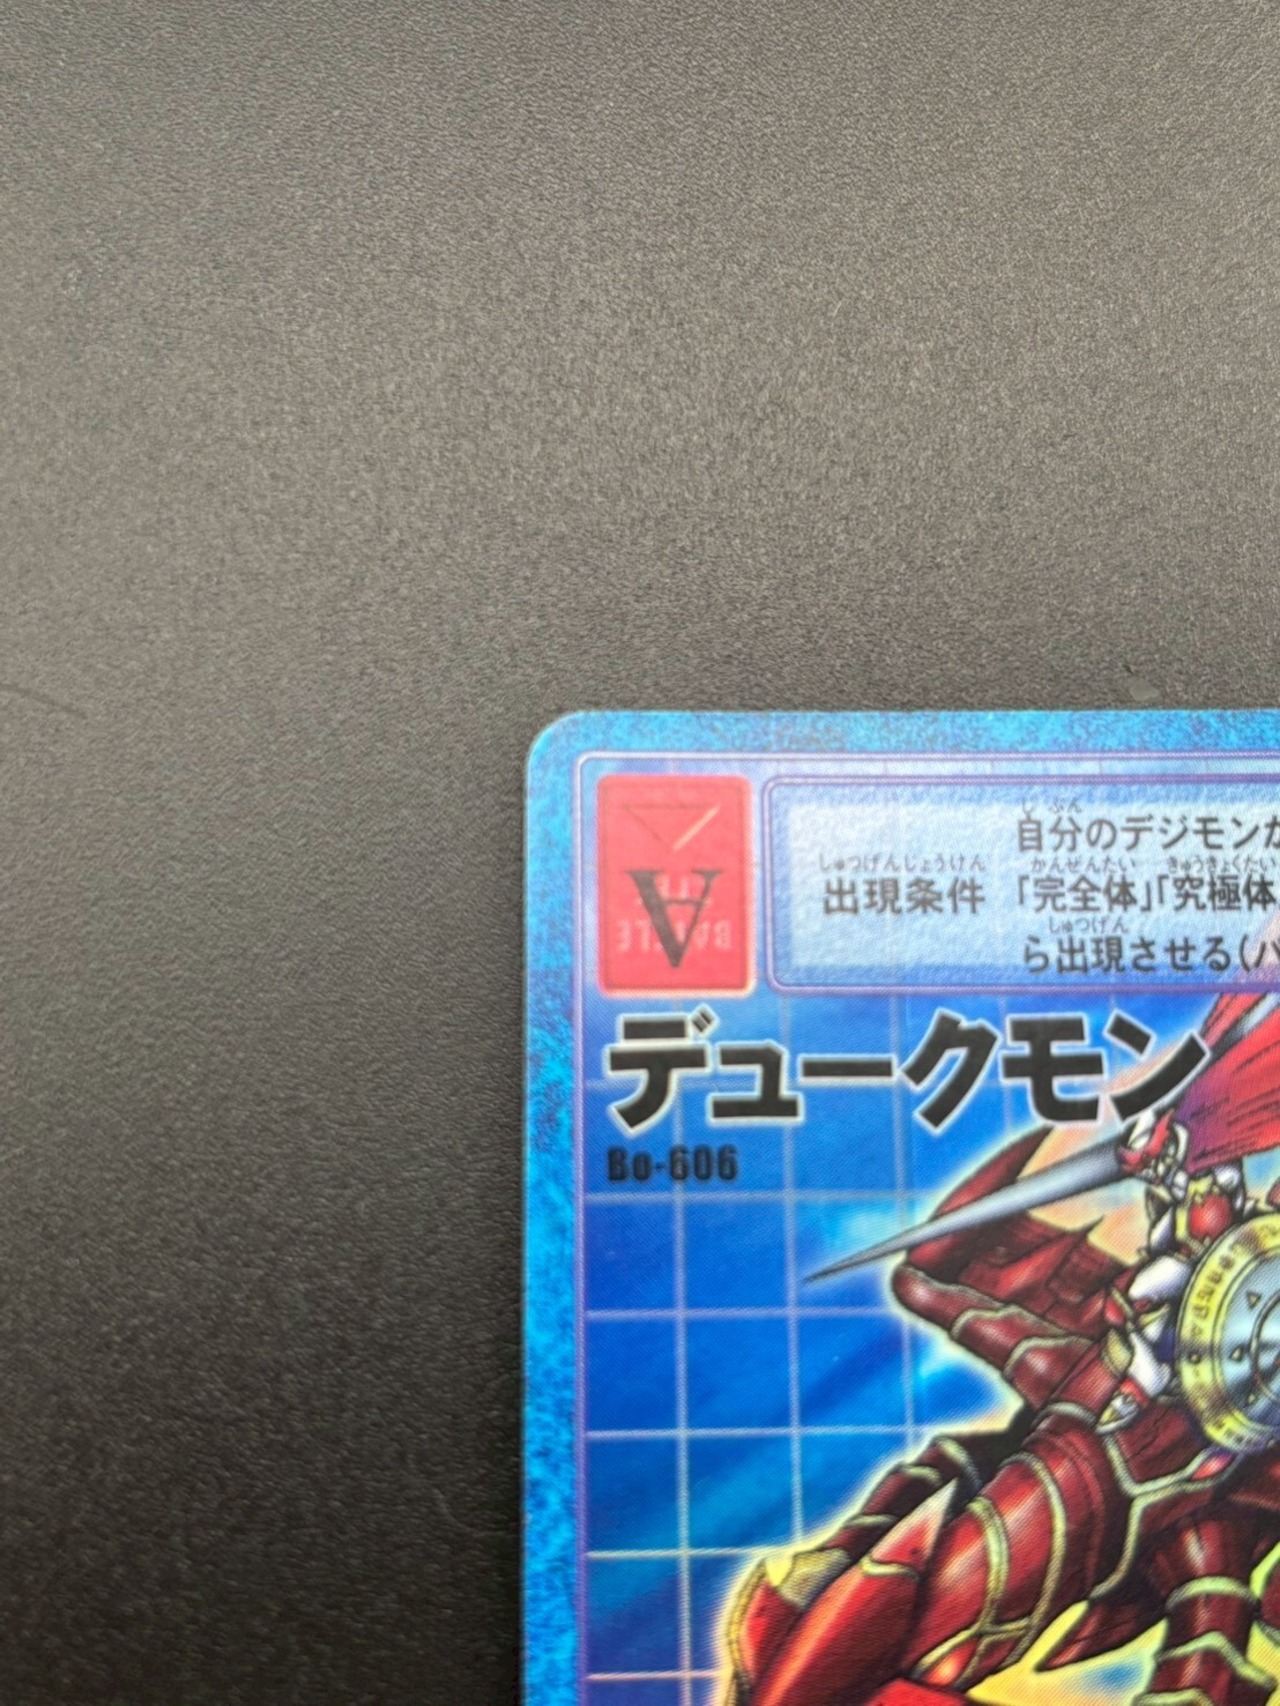 A
BATTLE
じぶん
自分のデジモンが
しゅつげんじょうけん かんぜんたい きゅうきょくたい
出現条件 「完全体」「究極体
しゅつげん
ら出現させる(バ
デュークモン
Bo-606